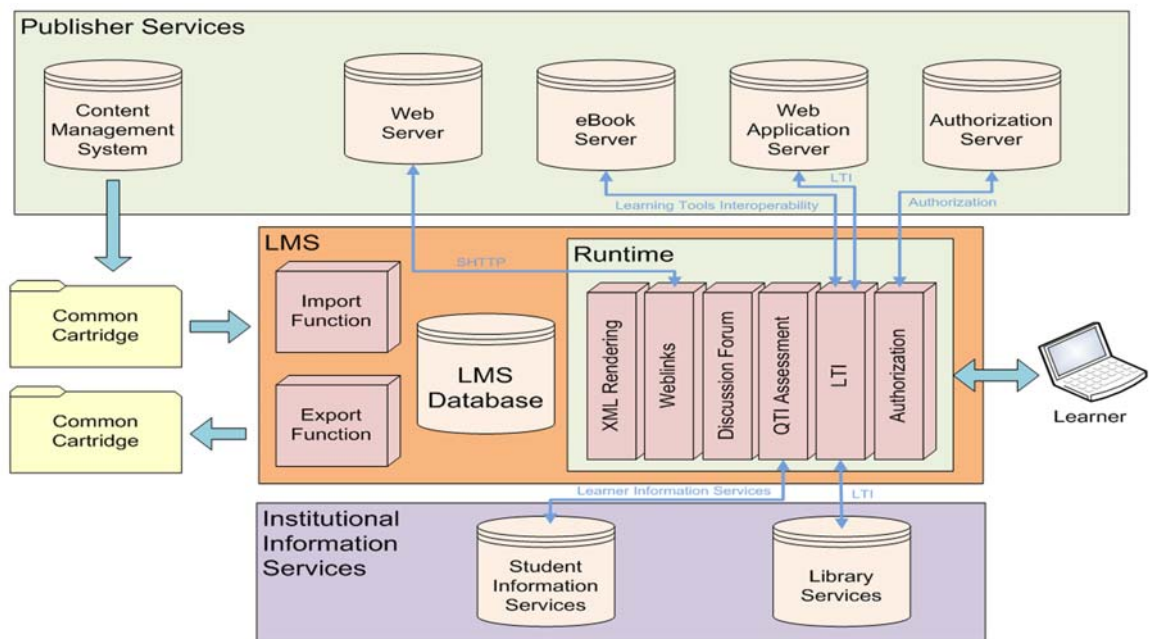 Publisher Services
Content
Management
System
Web
Server
eBook
Server
Web
Application
Server
Authorization
Server
LTI
Learning Tools Interoperability
Authorization
LMS
SHTTP
Runtime
Common
Cartridge
Import
Function
LMS
Database
XML Rendering
Weblinks
Discussion Forum
QTI Assessment
LTI
Authorization
Common
Cartridge
Export
Function
Learner
Learner Information Services
LTI
Institutional
Information
Services
Student
Information
Services
Library
Services